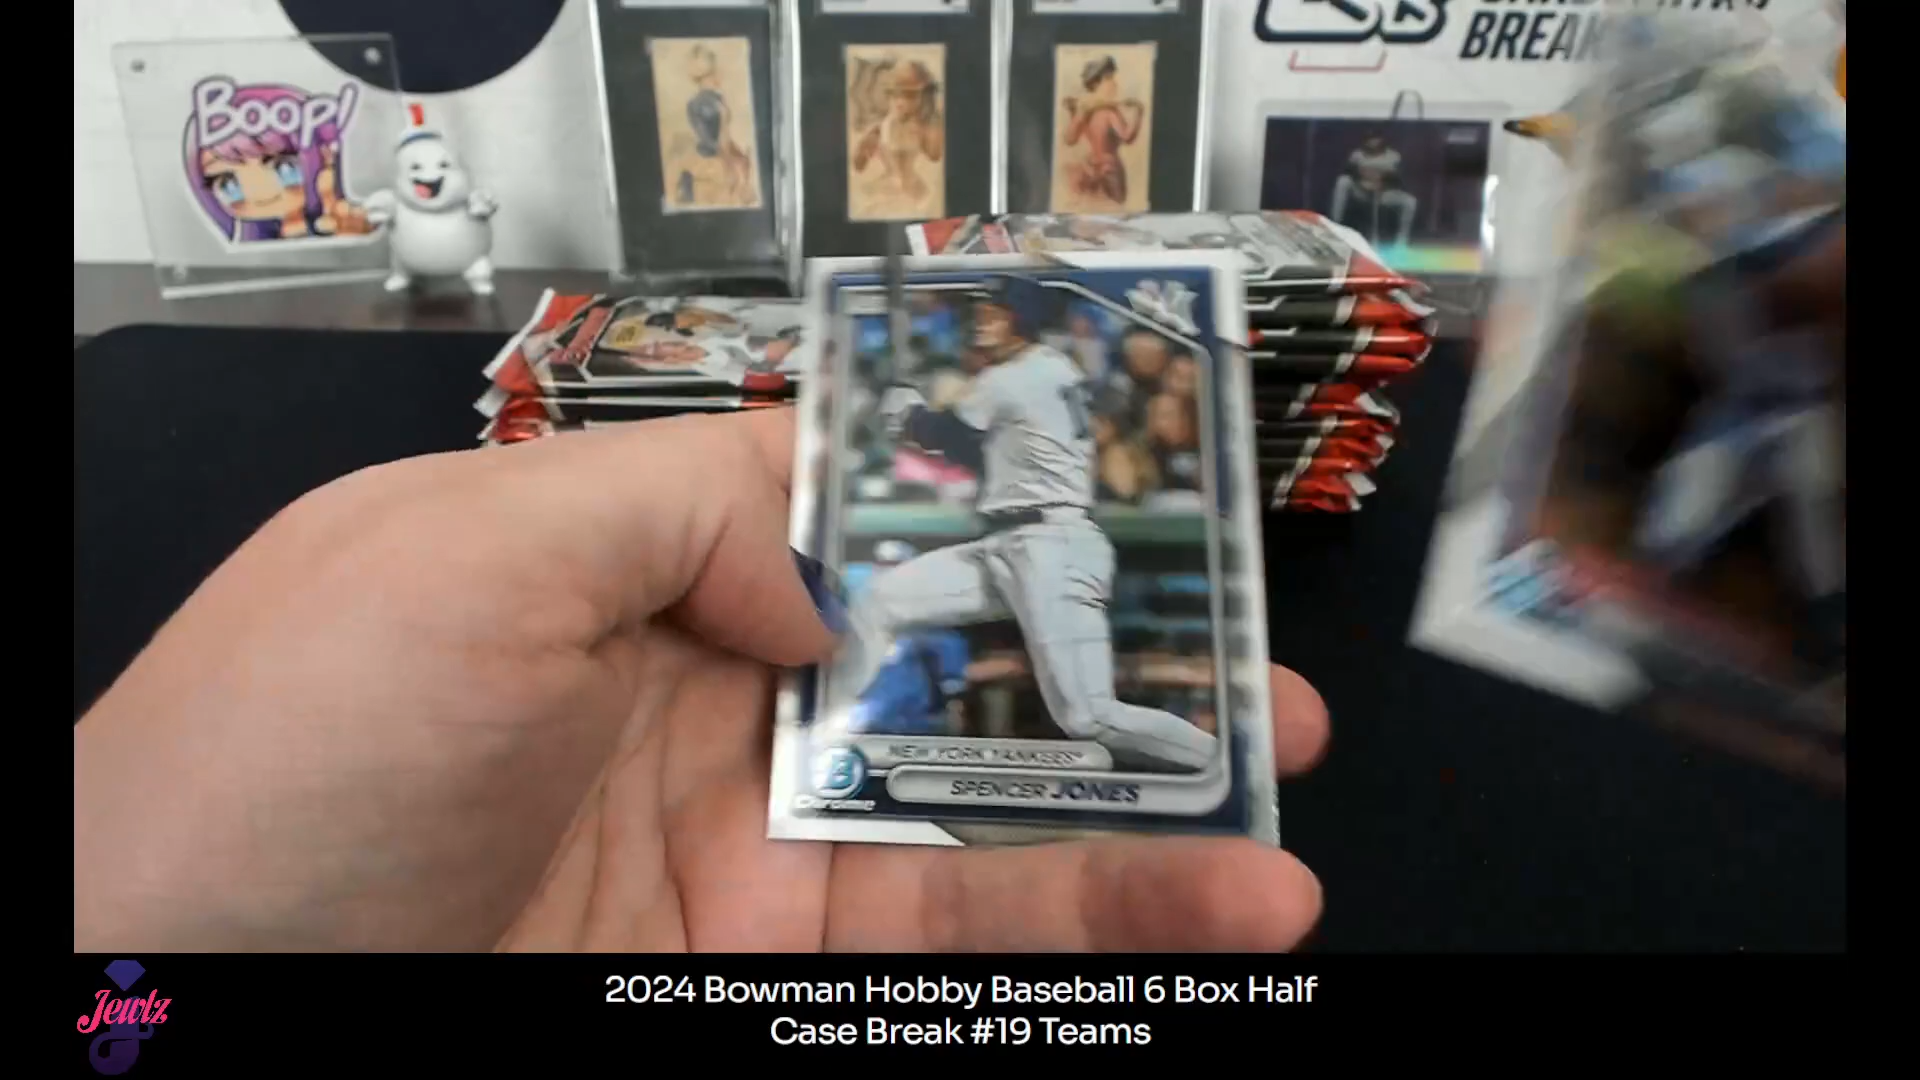 BOOP!
BREAK
NEW YORK YANKEES
SPENCER JONES
B
Chrome
Jewlz
2024 Bowman Hobby Baseball 6 Box Half
Case Break #19 Teams